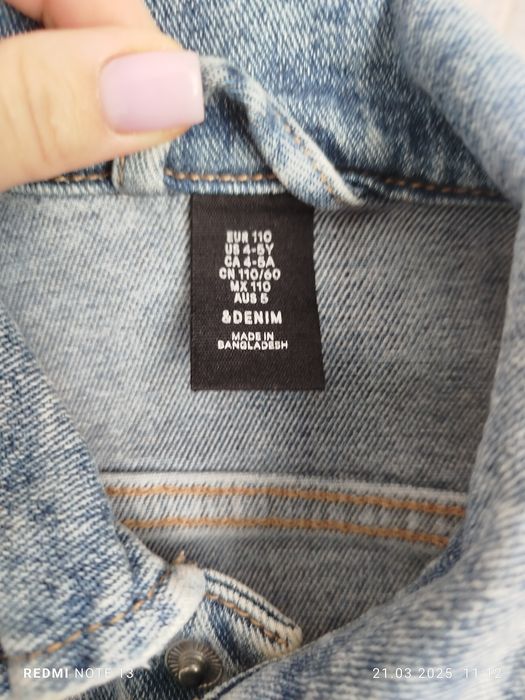 EUR 110
US 4-5Y
CA 4-5A
CN 110/60
MX 110
AUS 5
&DENIM
MADE IN
BANGLADESH
REDMI NOTE 13
21.03.2025 11:12